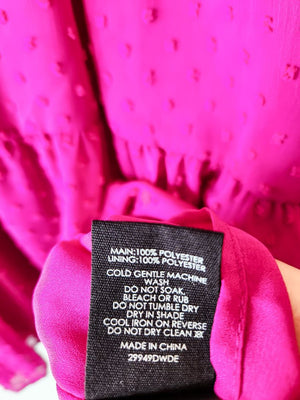 MAIN:100% POLYESTER
LINING:100% POLYESTER
COLD GENTLE MACHINE
WASH
DO NOT SOAK,
BLEACH OR RUB
DO NOT TUMBLE DRY
DRY IN SHADE
COOL IRON ON REVERSE
DO NOT DRY CLEAN
MADE IN CHINA
29949DWDE